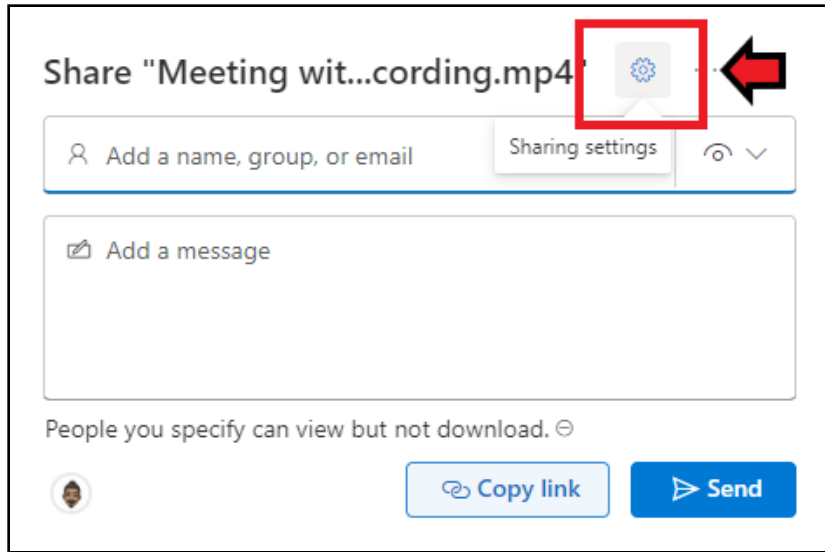 Share "Meeting wit...cording.mp4"
Add a name, group, or email
Sharing settings
Add a message
People you specify can view but not download.
Copy link
Send